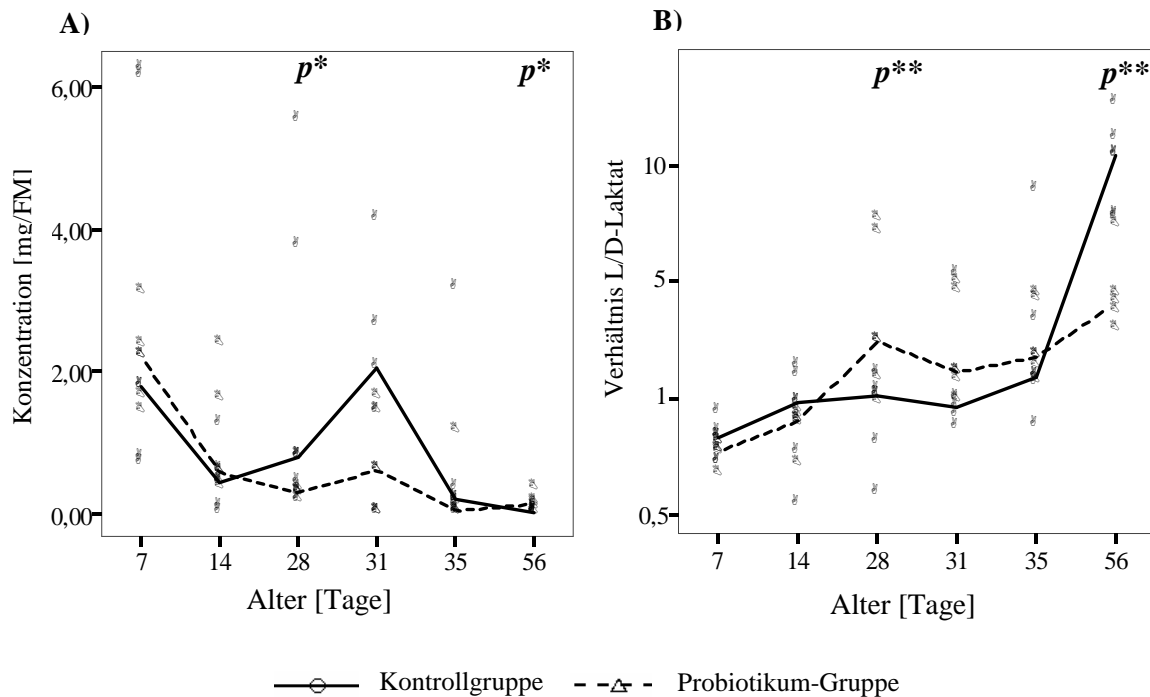 A)
p*
p*
6,00
4,00
2,00
0,00
Konzentration [mg/FM]
7 14 28 31 35 56
Alter [Tage]
B)
p**
p**
10
5
1
0,5
Verhältnis L/D-Laktat
7 14 28 31 35 56
Alter [Tage]
Kontrollgruppe
Probiotikum-Gruppe